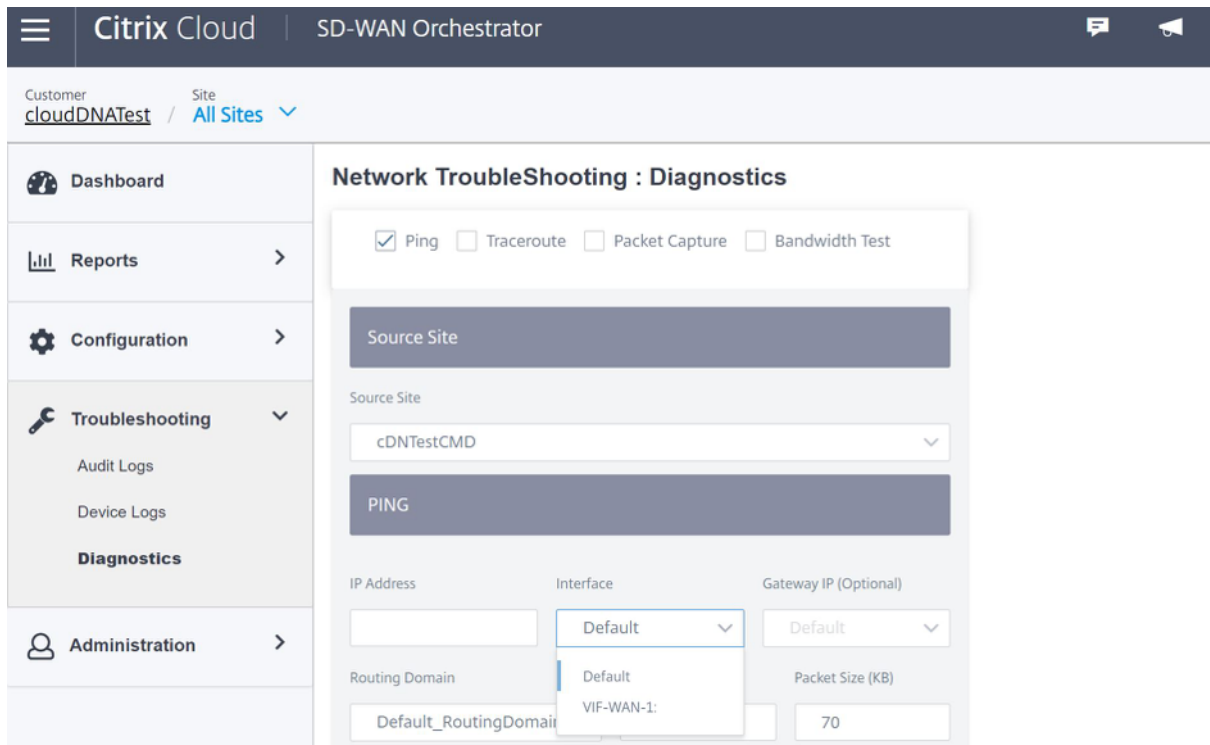 Citrix Cloud SD-WAN Orchestrator
Customer Site
cloudDNATest / All Sites
Dashboard
Reports
Configuration
Troubleshooting
Audit Logs
Device Logs
Diagnostics
Administration
Network TroubleShooting : Diagnostics
Ping Traceroute Packet Capture Bandwidth Test
Source Site
Source Site
cDNTestCMD
PING
IP Address Interface Gateway IP (Optional)
Default Default
Default
VIF-WAN-1:
Routing Domain Packet Size (KB)
Default_RoutingDomain 70